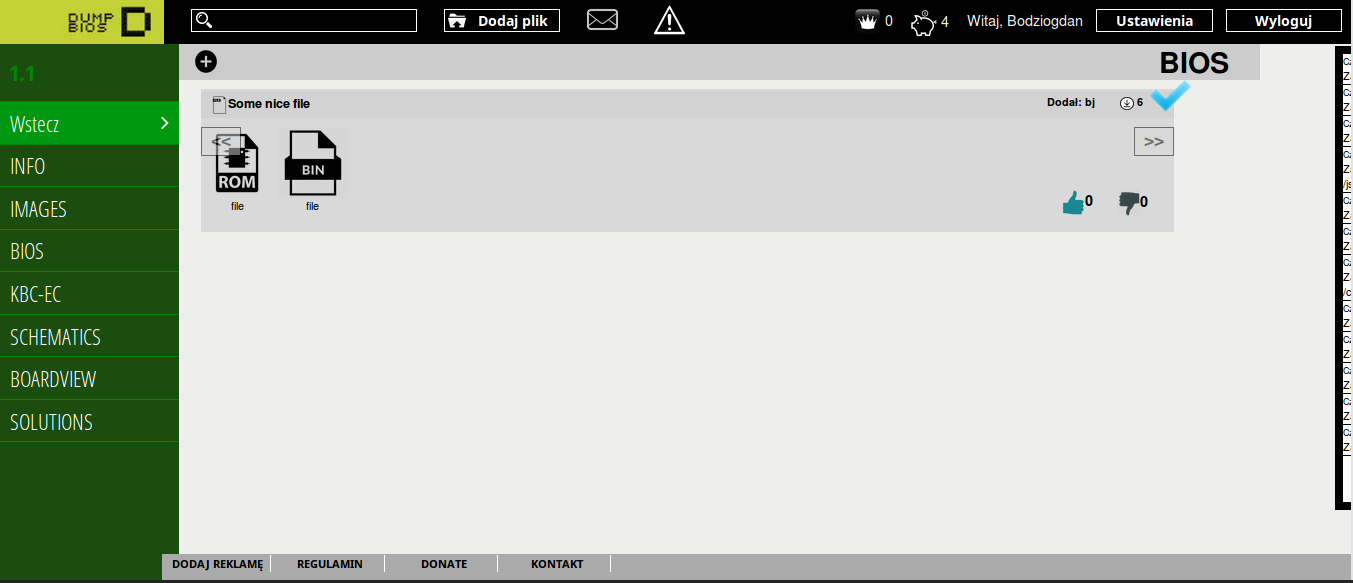 DUMP
BIOS
Dodaj plik
0
4
Witaj, Bodziogdan
Ustawienia
Wyloguj
1.1
Wstecz
INFO
IMAGES
BIOS
KBC-EC
SCHEMATICS
BOARDVIEW
SOLUTIONS
BIOS
Some nice file
Dodał: bj
6
<<
>>
ROM
BIN
file
file
0
0
DODAJ REKLAMĘ
REGULAMIN
DONATE
KONTAKT